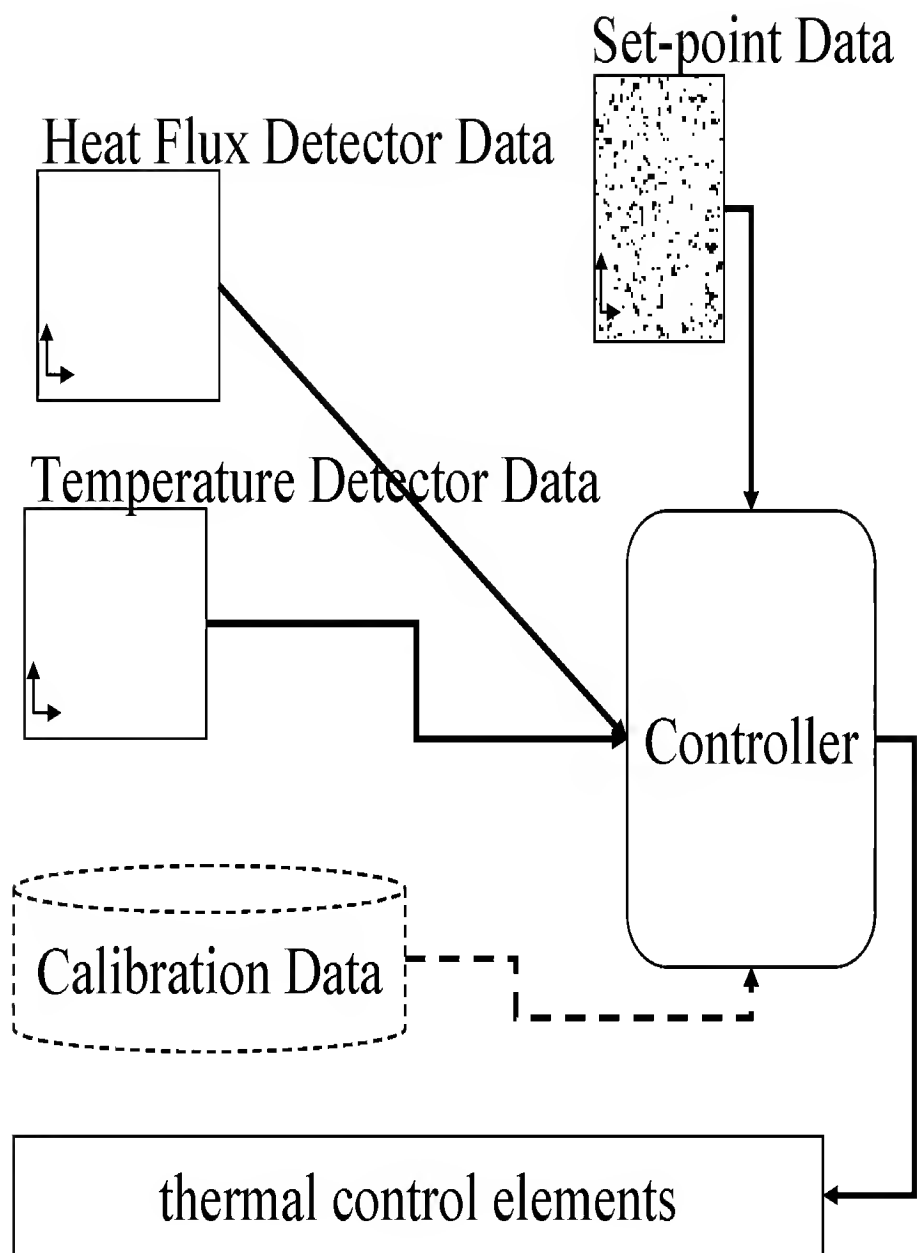 Set-point Data
Heat Flux Detector Data
Temperature Detector Data
Controller
Calibration Data
thermal control elements